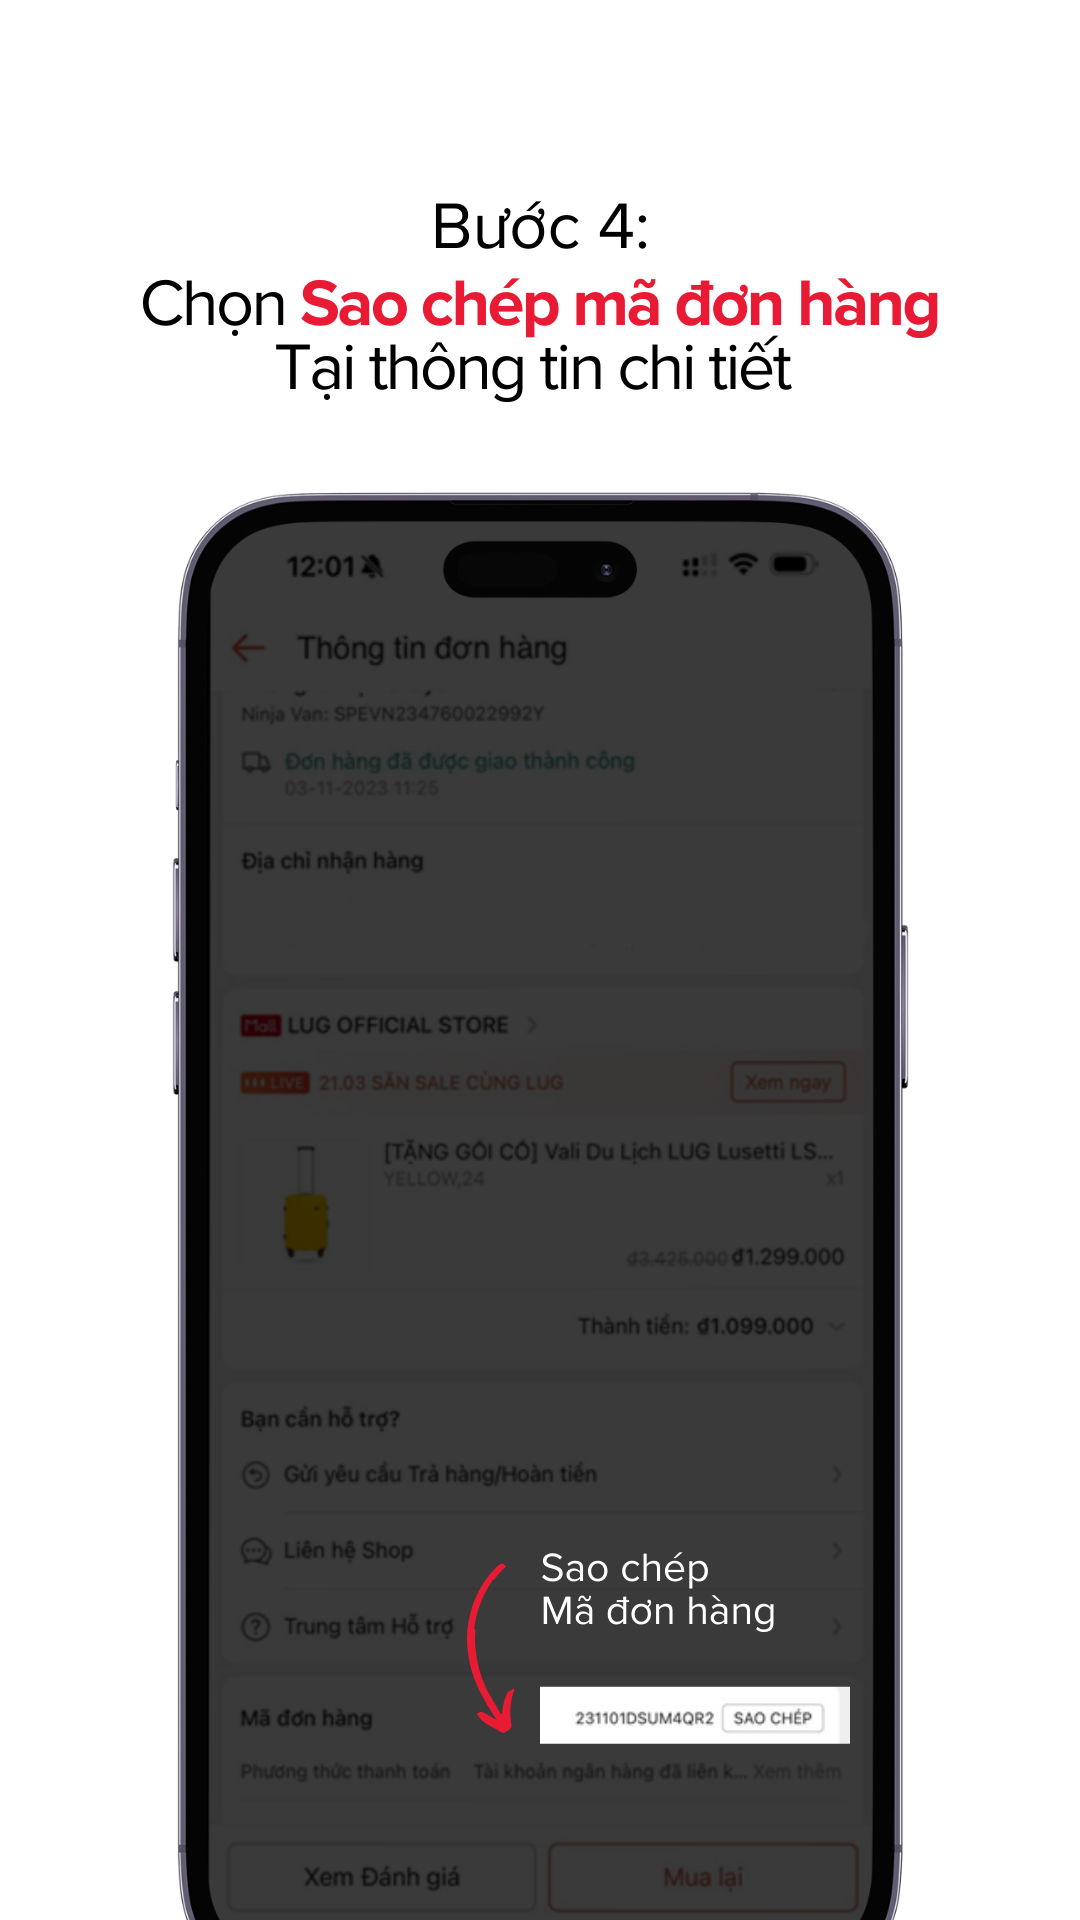 Bước 4:
Chọn Sao chép mã đơn hàng
Tại thông tin chi tiết
12:01
Thông tin đơn hàng
Ninja Van: SPEVN234760022992Y
Đơn hàng đã được giao thành công
03-11-2023 11:25
Địa chỉ nhận hàng
Mall LUG OFFICIAL STORE
LIVE 21.03 SĂN SALE CÙNG LUG Xem ngay
[TẶNG GỐI CỔ] Vali Du Lịch LUG Lusetti LS...
YELLOW,24 x1
₫3.425.000 ₫1.299.000
Thành tiền: ₫1.099.000
Bạn cần hỗ trợ?
Gửi yêu cầu Trả hàng/Hoàn tiền
Liên hệ Shop
Sao chép
Mã đơn hàng
Trung tâm Hỗ trợ
Mã đơn hàng 231101DSUM4QR2 SAO CHÉP
Phương thức thanh toán Tài khoản ngân hàng đã liên k... Xem thêm
Xem Đánh giá Mua lại